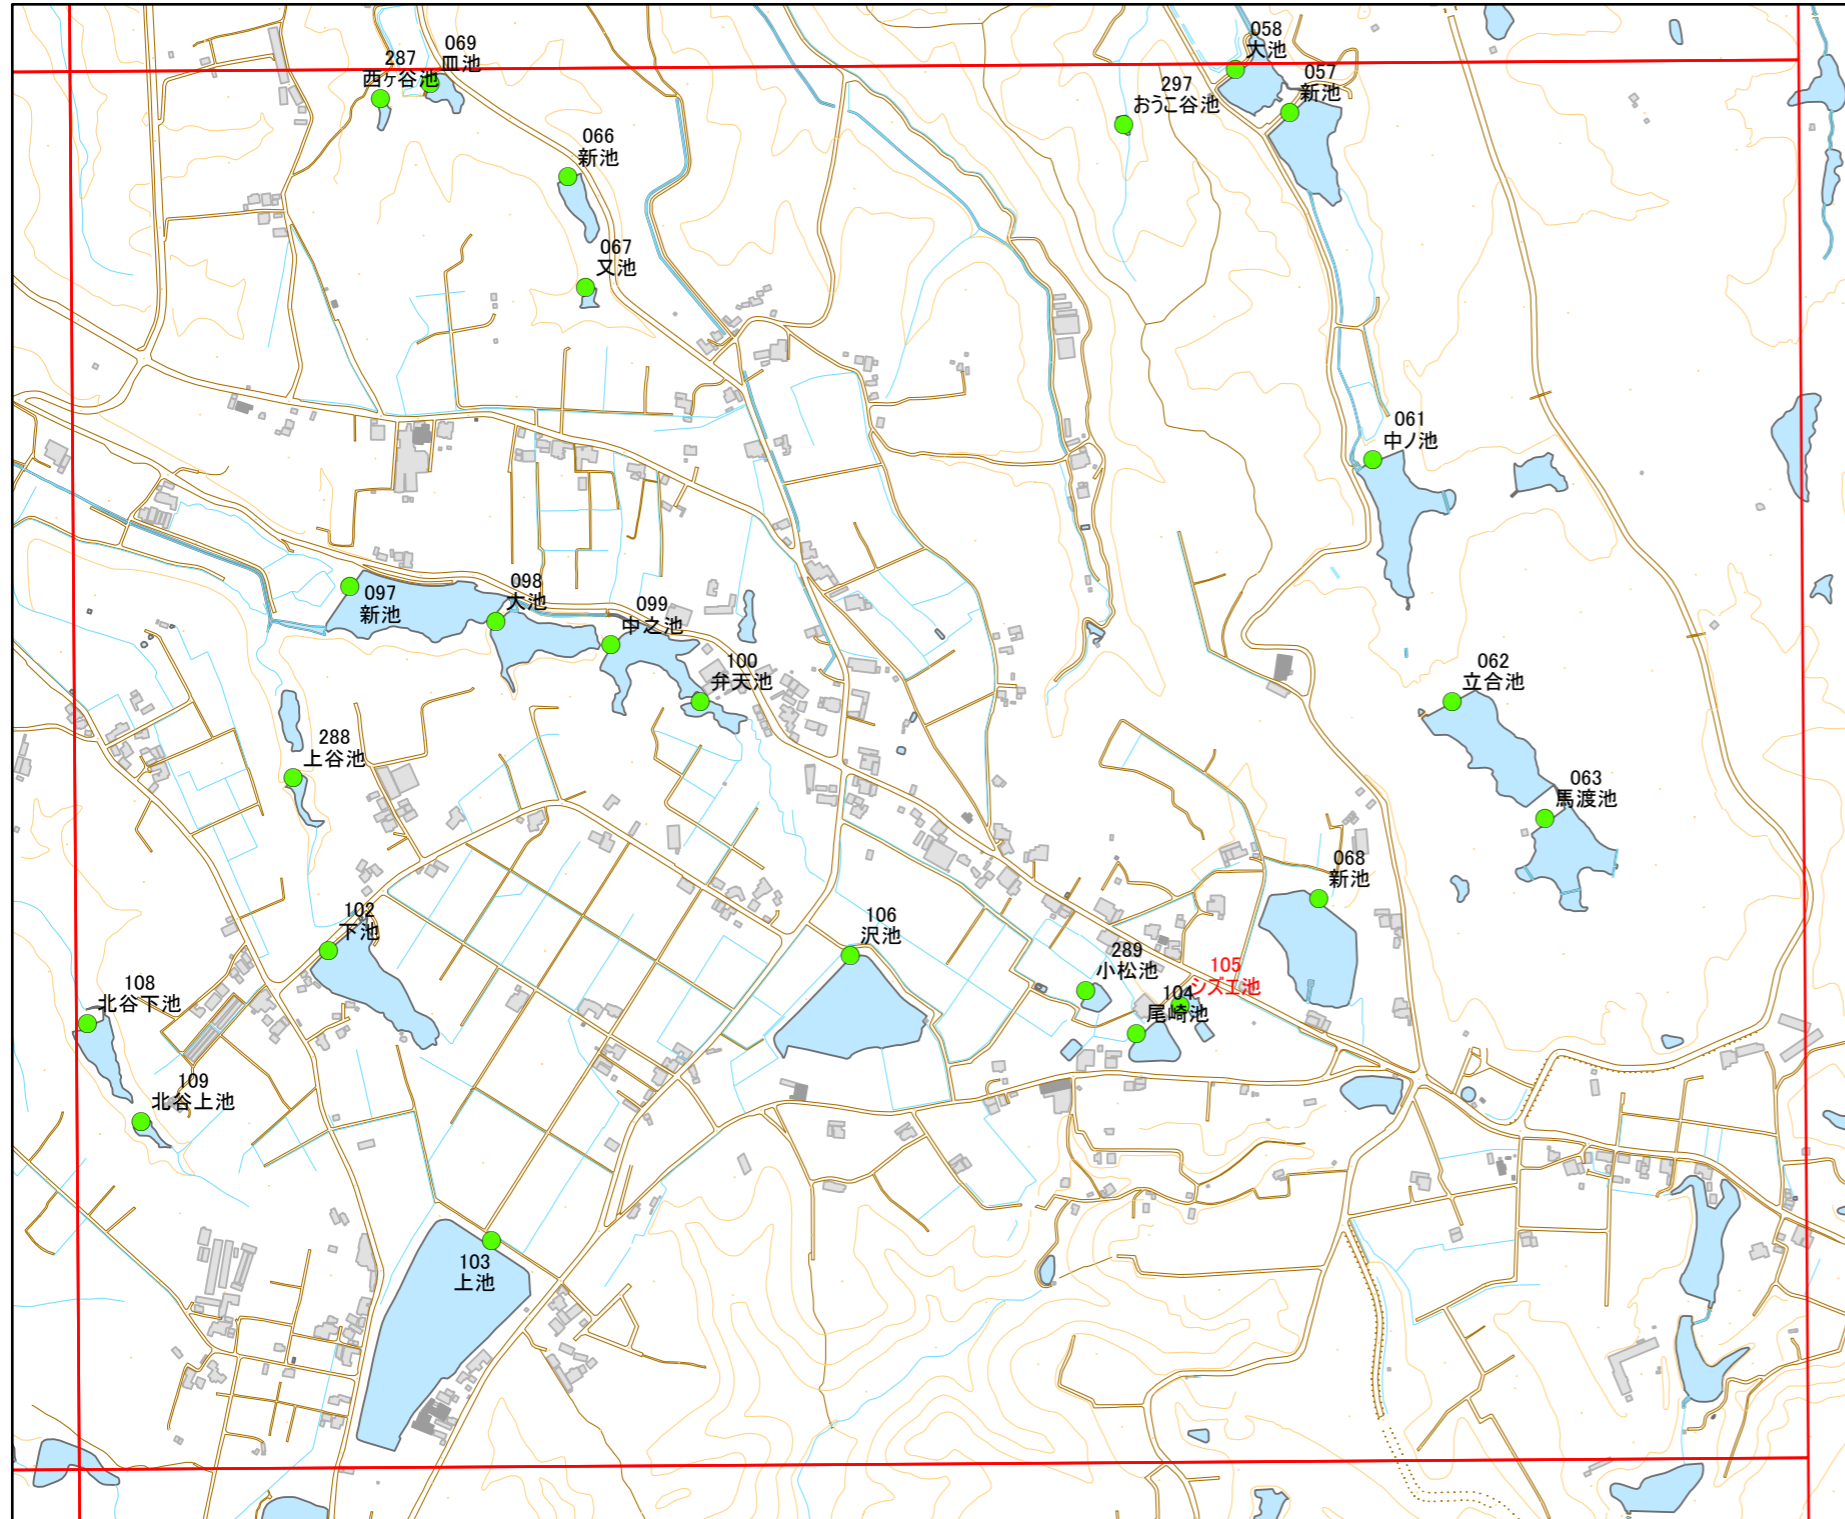 058
大池
069
皿池
287
西ヶ谷池
057
新池
297
おうこ谷池
066
新池
067
又池
061
中ノ池
097
新池
098
大池
099
中之池
100
弁天池
062
立合池
288
上谷池
063
馬渡池
068
新池
102
下池
106
沢池
289
小松池
105
シズエ池
104
尾崎池
108
北谷下池
109
北谷上池
103
上池